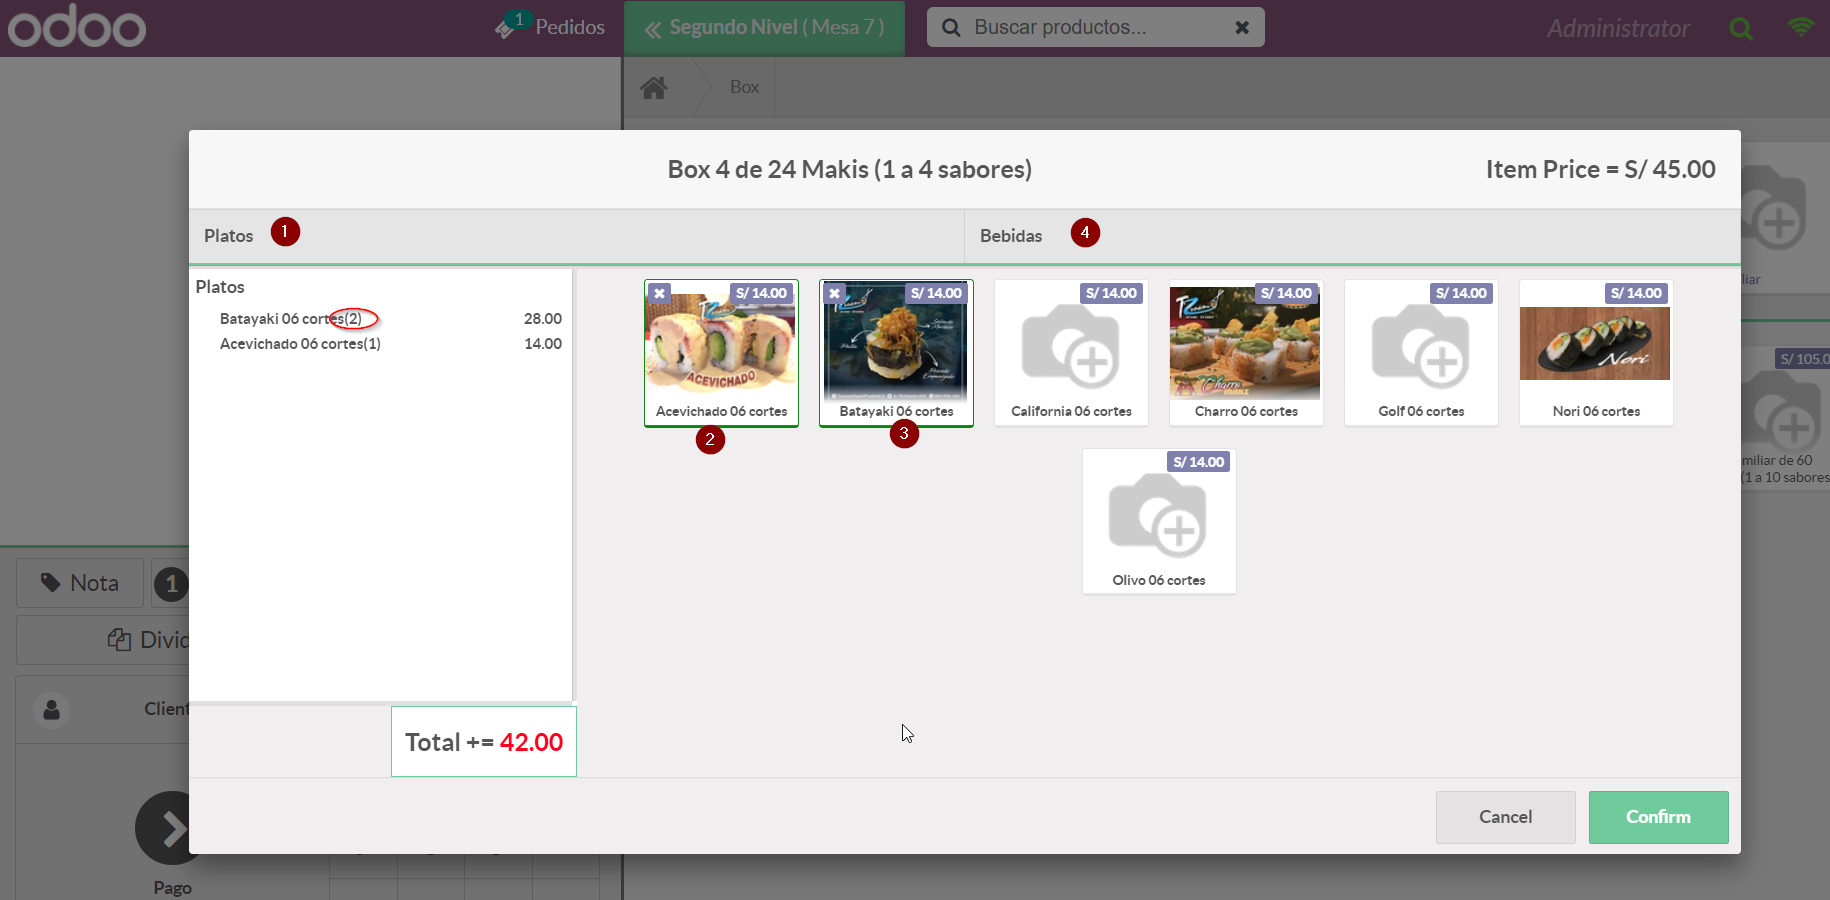 odoo
1
Pedidos
Segundo Nivel ( Mesa 7 )
Buscar productos...
Administrator
Box
Box 4 de 24 Makis (1 a 4 sabores)
Item Price = S/ 45.00
Platos
1
Bebidas
4
Platos
Batayaki 06 cortes(2)
28.00
Acevichado 06 cortes(1)
14.00
S/ 14.00
ACEVICHADO
Acevichado 06 cortes
2
S/ 14.00
Batayaki 06 cortes
3
S/ 14.00
California 06 cortes
S/ 14.00
Charro
MAKI
Charro 06 cortes
S/ 14.00
Golf 06 cortes
S/ 14.00
Nori
Nori 06 cortes
S/ 14.00
Olivo 06 cortes
liar
S/ 105.0
miliar de 60
(1 a 10 sabores
Nota
1
Divid
Client
Total += 42.00
Cancel
Confirm
Pago